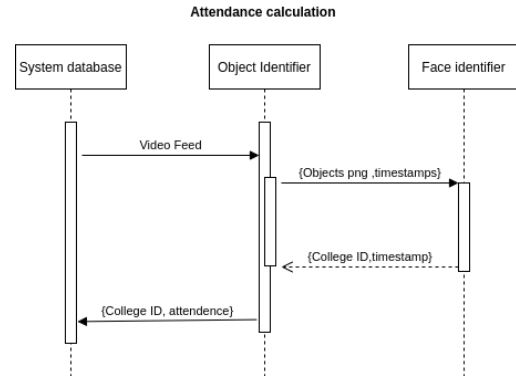 Attendance calculation
System database
Object Identifier
Face identifier
Video Feed
{Objects png ,timestamps}
{College ID,timestamp}
{College ID, attendence}